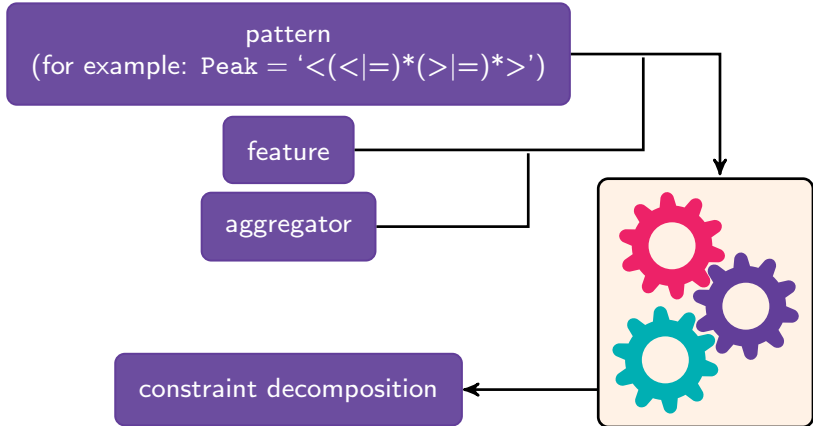 pattern
(for example: Peak = ‘<(<|=)*(>|=)*>’)
feature
aggregator
constraint decomposition